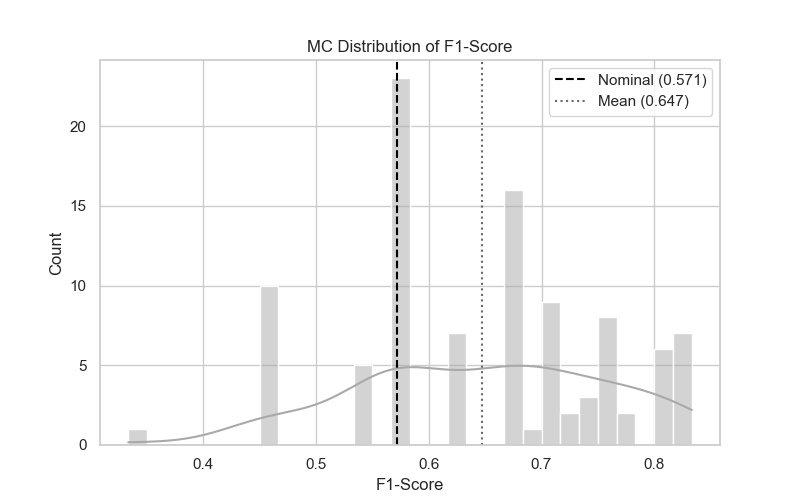 MC Distribution of F1-Score
Nominal (0.571)
Mean (0.647)
Count
20
15
10
5
0
0.4 0.5 0.6 0.7 0.8
F1-Score